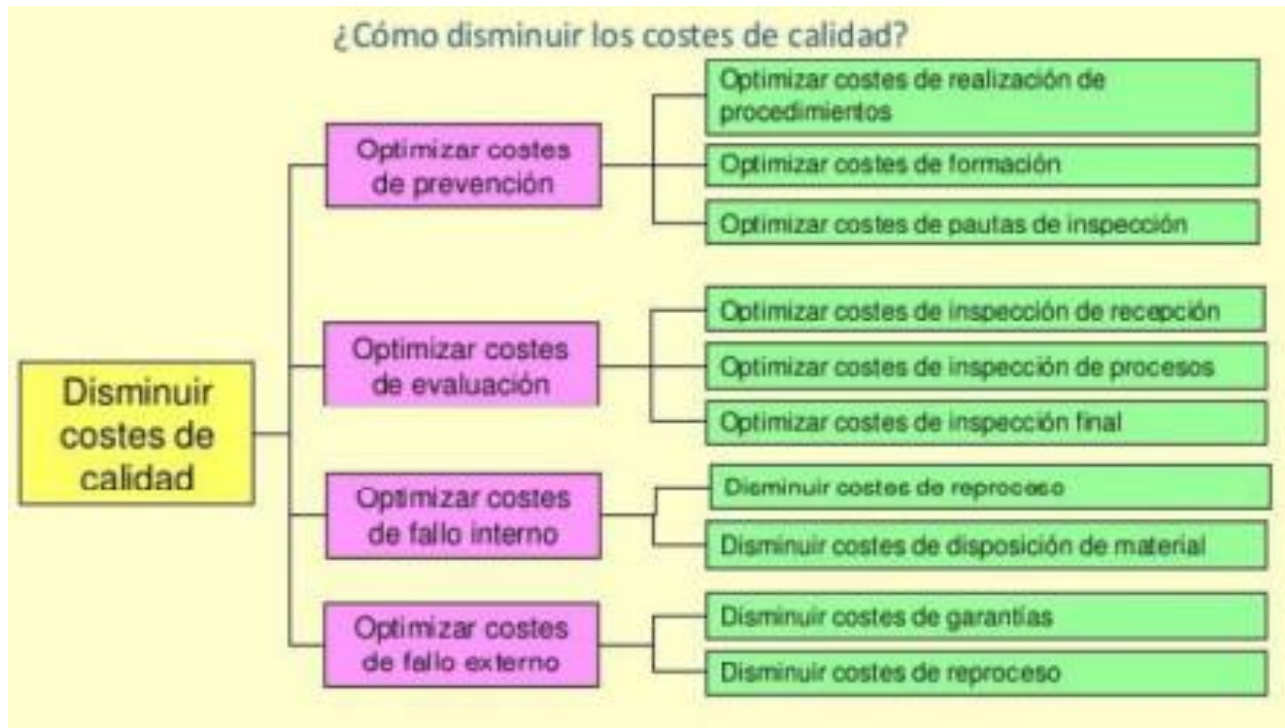 ¿Cómo disminuir los costes de calidad?
Disminuir
costes de
calidad
Optimizar costes
de prevención
Optimizar costes de realización de
procedimientos
Optimizar costes de formación
Optimizar costes de pautas de inspección
Optimizar costes
de evaluación
Optimizar costes de inspección de recepción
Optimizar costes de inspección de procesos
Optimizar costes de inspección final
Optimizar costes
de fallo interno
Disminuir costes de reproceso
Disminuir costes de disposición de material
Optimizar costes
de fallo externo
Disminuir costes de garantías
Disminuir costes de reproceso